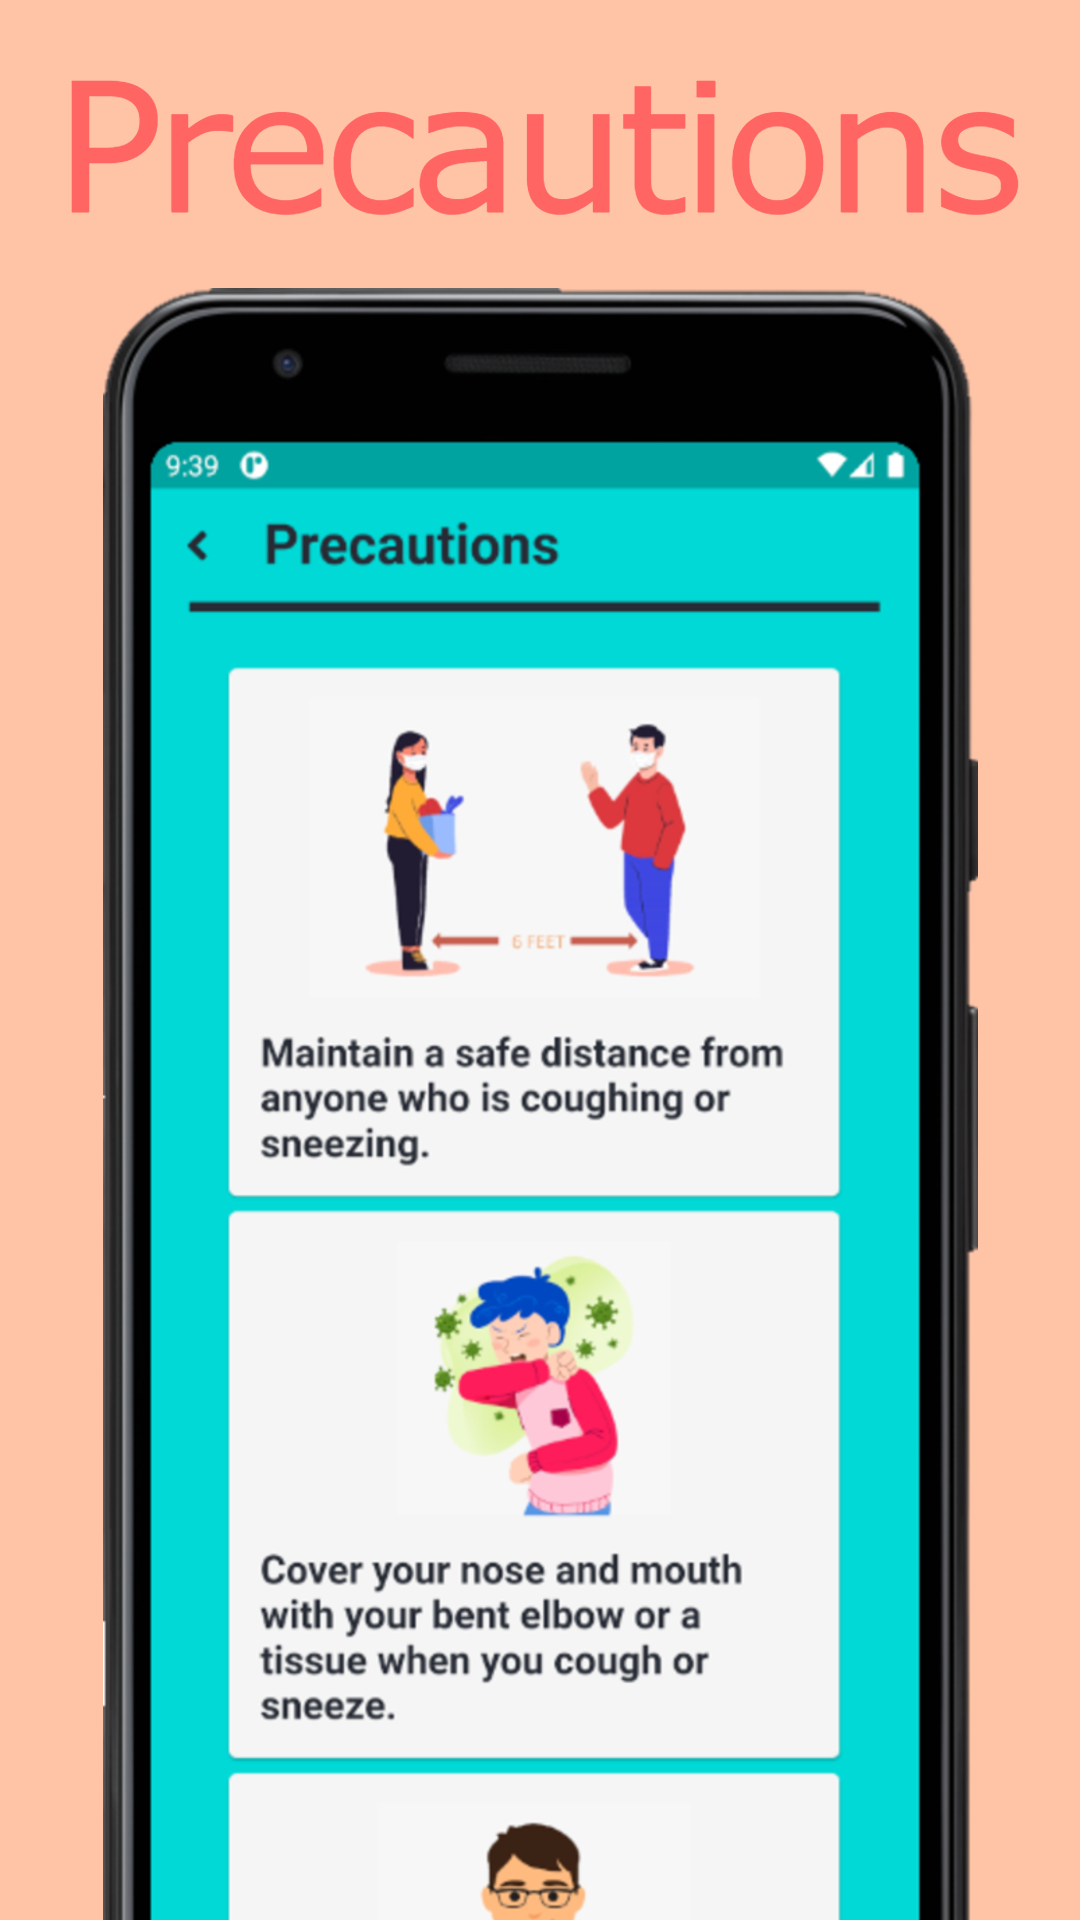 Precautions
9:39
Precautions
6 FEET
Maintain a safe distance from
anyone who is coughing or
sneezing.
Cover your nose and mouth
with your bent elbow or a
tissue when you cough or
sneeze.